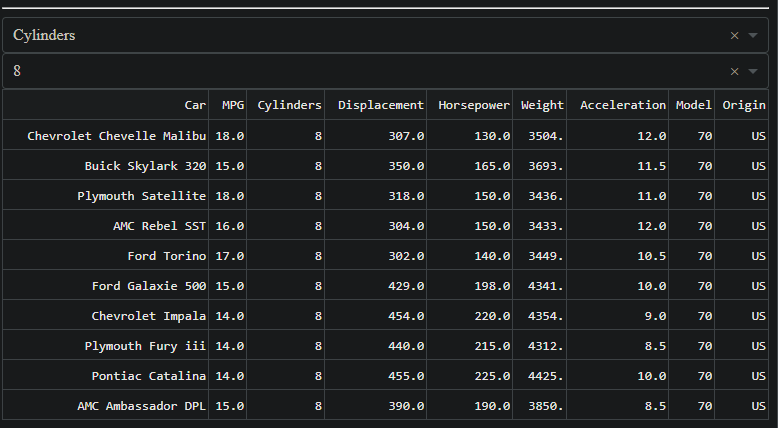 Cylinders ×
8 ×
Car MPG Cylinders Displacement Horsepower Weight Acceleration Model Origin
Chevrolet Chevelle Malibu 18.0 8 307.0 130.0 3504. 12.0 70 US
Buick Skylark 320 15.0 8 350.0 165.0 3693. 11.5 70 US
Plymouth Satellite 18.0 8 318.0 150.0 3436. 11.0 70 US
AMC Rebel SST 16.0 8 304.0 150.0 3433. 12.0 70 US
Ford Torino 17.0 8 302.0 140.0 3449. 10.5 70 US
Ford Galaxie 500 15.0 8 429.0 198.0 4341. 10.0 70 US
Chevrolet Impala 14.0 8 454.0 220.0 4354. 9.0 70 US
Plymouth Fury iii 14.0 8 440.0 215.0 4312. 8.5 70 US
Pontiac Catalina 14.0 8 455.0 225.0 4425. 10.0 70 US
AMC Ambassador DPL 15.0 8 390.0 190.0 3850. 8.5 70 US